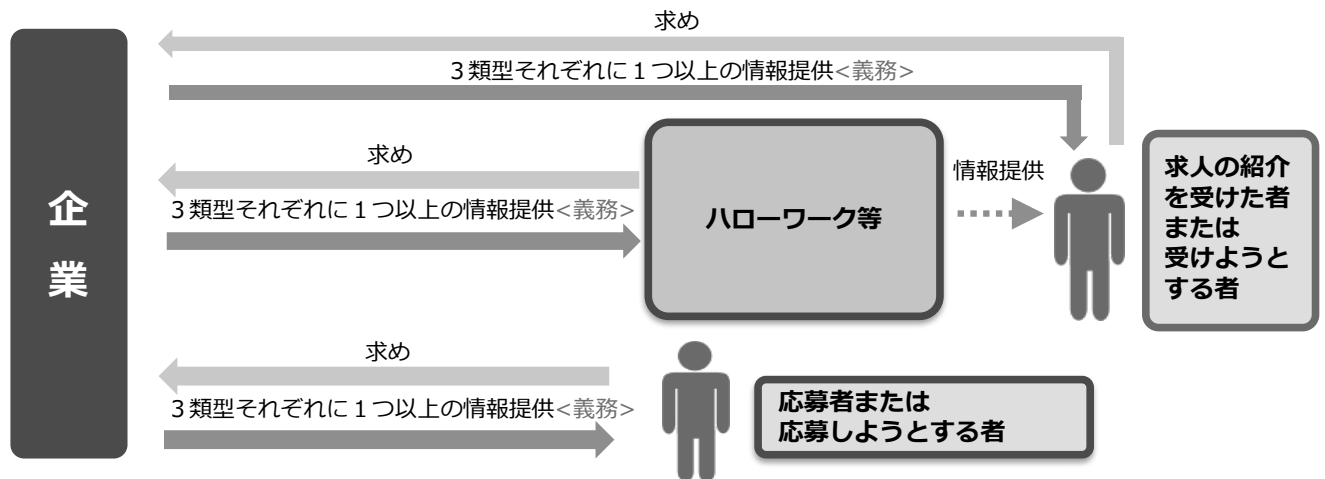 求め
３類型それぞれに１つ以上の情報提供<義務>
企
業
求め
３類型それぞれに１つ以上の情報提供<義務>
ハローワーク等
情報提供
求人の紹介
を受けた者
または
受けようと
する者
求め
３類型それぞれに１つ以上の情報提供<義務>
応募者または
応募しようとする者